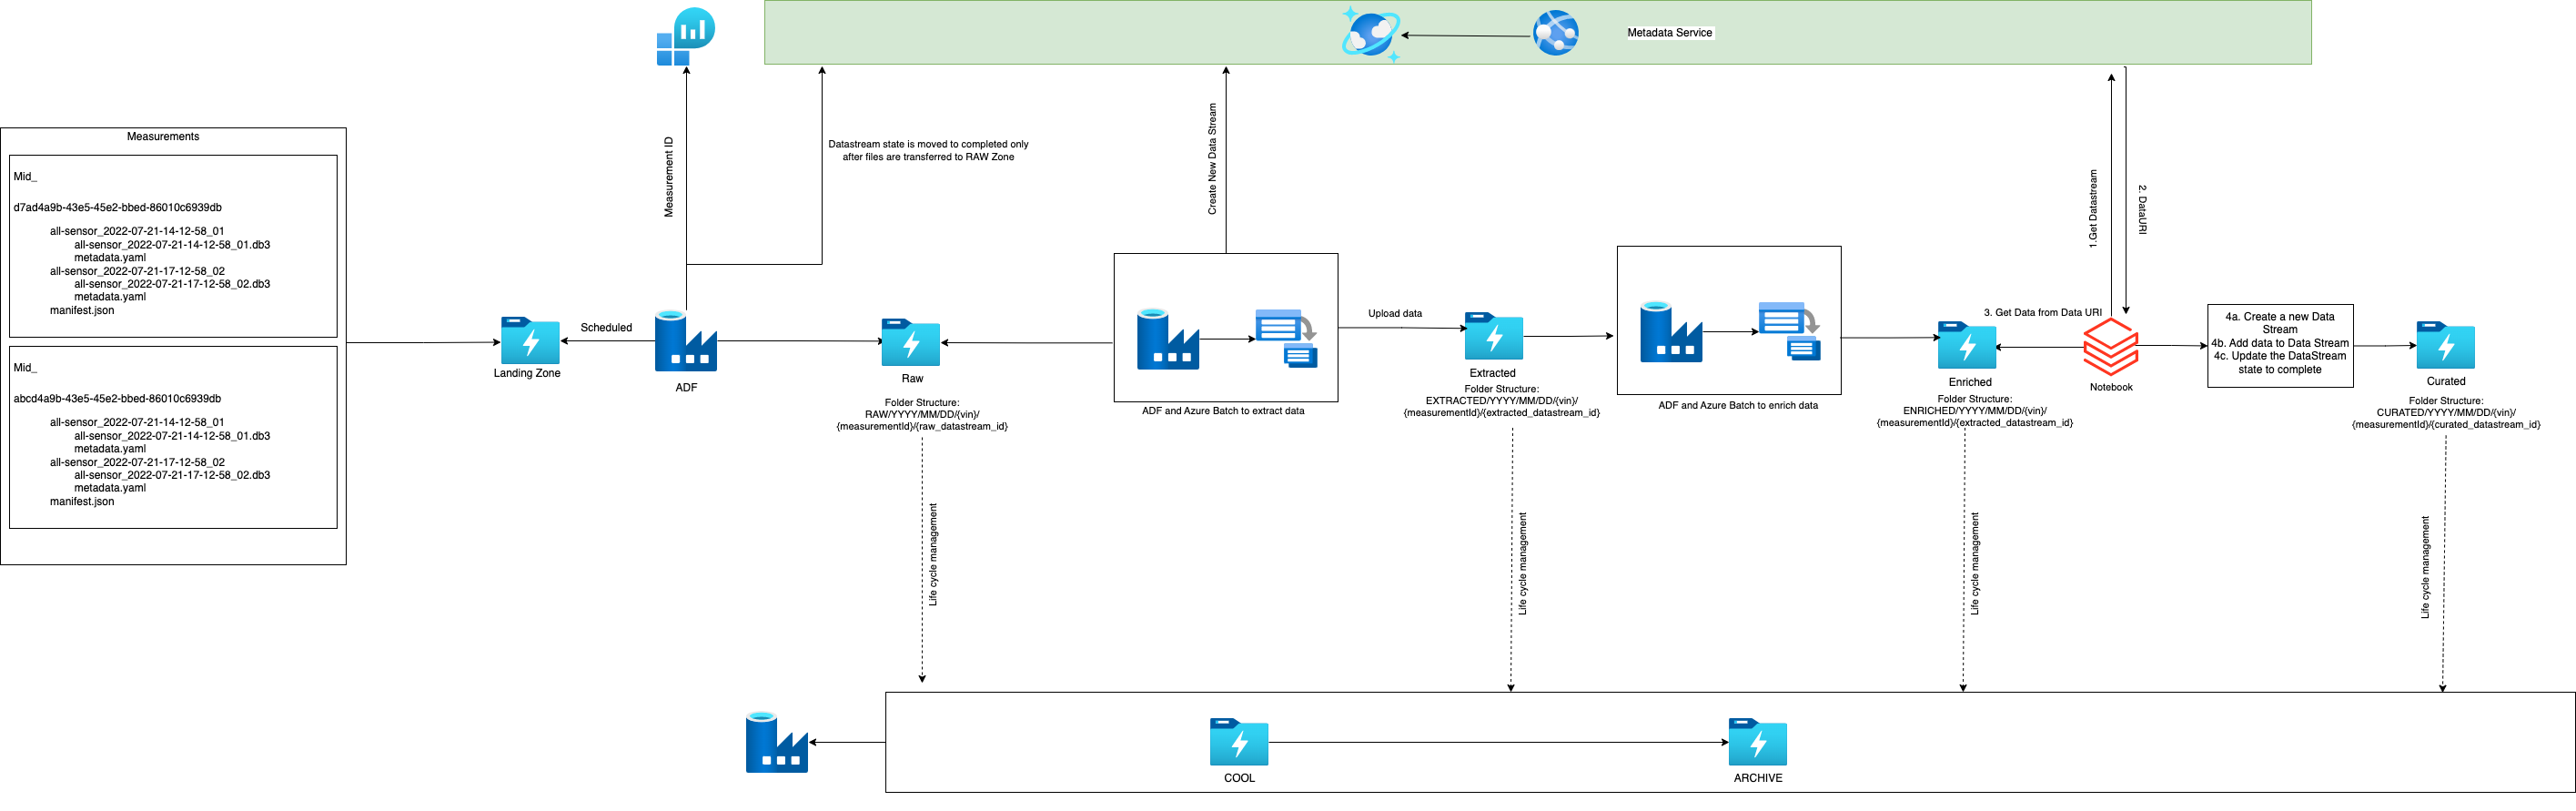 Metadata Service
Measurements
Mid_
d7ad4a9b-43e5-45e2-bbed-86010c6939db
all-sensor_2022-07-21-14-12-58_01
all-sensor_2022-07-21-14-12-58_01.db3
metadata.yaml
all-sensor_2022-07-21-17-12-58_02
all-sensor_2022-07-21-17-12-58_02.db3
metadata.yaml
manifest.json
Mid_
abcd4a9b-43e5-45e2-bbed-86010c6939db
all-sensor_2022-07-21-14-12-58_01
all-sensor_2022-07-21-14-12-58_01.db3
metadata.yaml
all-sensor_2022-07-21-17-12-58_02
all-sensor_2022-07-21-17-12-58_02.db3
metadata.yaml
manifest.json
Landing Zone
Scheduled
ADF
Measurement ID
Datastream state is moved to completed only
after files are transferred to RAW Zone
Raw
Folder Structure:
RAW/YYYY/MM/DD/{vin}/
{measurementId}/{raw_datastream_id}
Create New Data Stream
ADF and Azure Batch to extract data
Upload data
Extracted
Folder Structure:
EXTRACTED/YYYY/MM/DD/{vin}/
{measurementId}/{extracted_datastream_id}
ADF and Azure Batch to enrich data
Enriched
Folder Structure:
ENRICHED/YYYY/MM/DD/{vin}/
{measurementId}/{extracted_datastream_id}
1.Get Datastream
2. DataURI
3. Get Data from Data URI
Notebook
4a. Create a new Data
Stream
4b. Add data to Data Stream
4c. Update the DataStream
state to complete
Curated
Folder Structure:
CURATED/YYYY/MM/DD/{vin}/
{measurementId}/{curated_datastream_id}
Life cycle management
Life cycle management
Life cycle management
Life cycle management
COOL
ARCHIVE